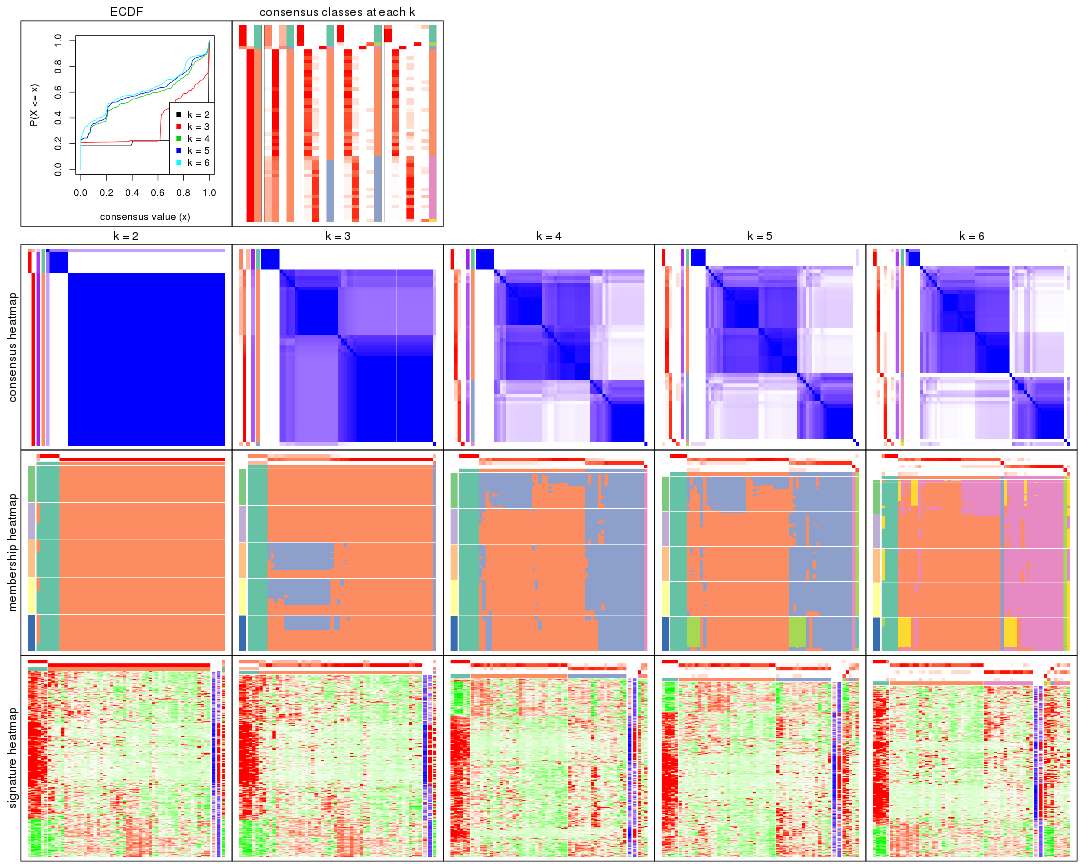 ECDF
consensus classes at each k
P(X <= x)
0.0 0.2 0.4 0.6 0.8 1.0
k = 2
k = 3
k = 4
k = 5
k = 6
0.0 0.2 0.4 0.6 0.8 1.0
consensus value (x)
k = 2 k = 3 k = 4 k = 5 k = 6
consensus heatmap
membership heatmap
signature heatmap